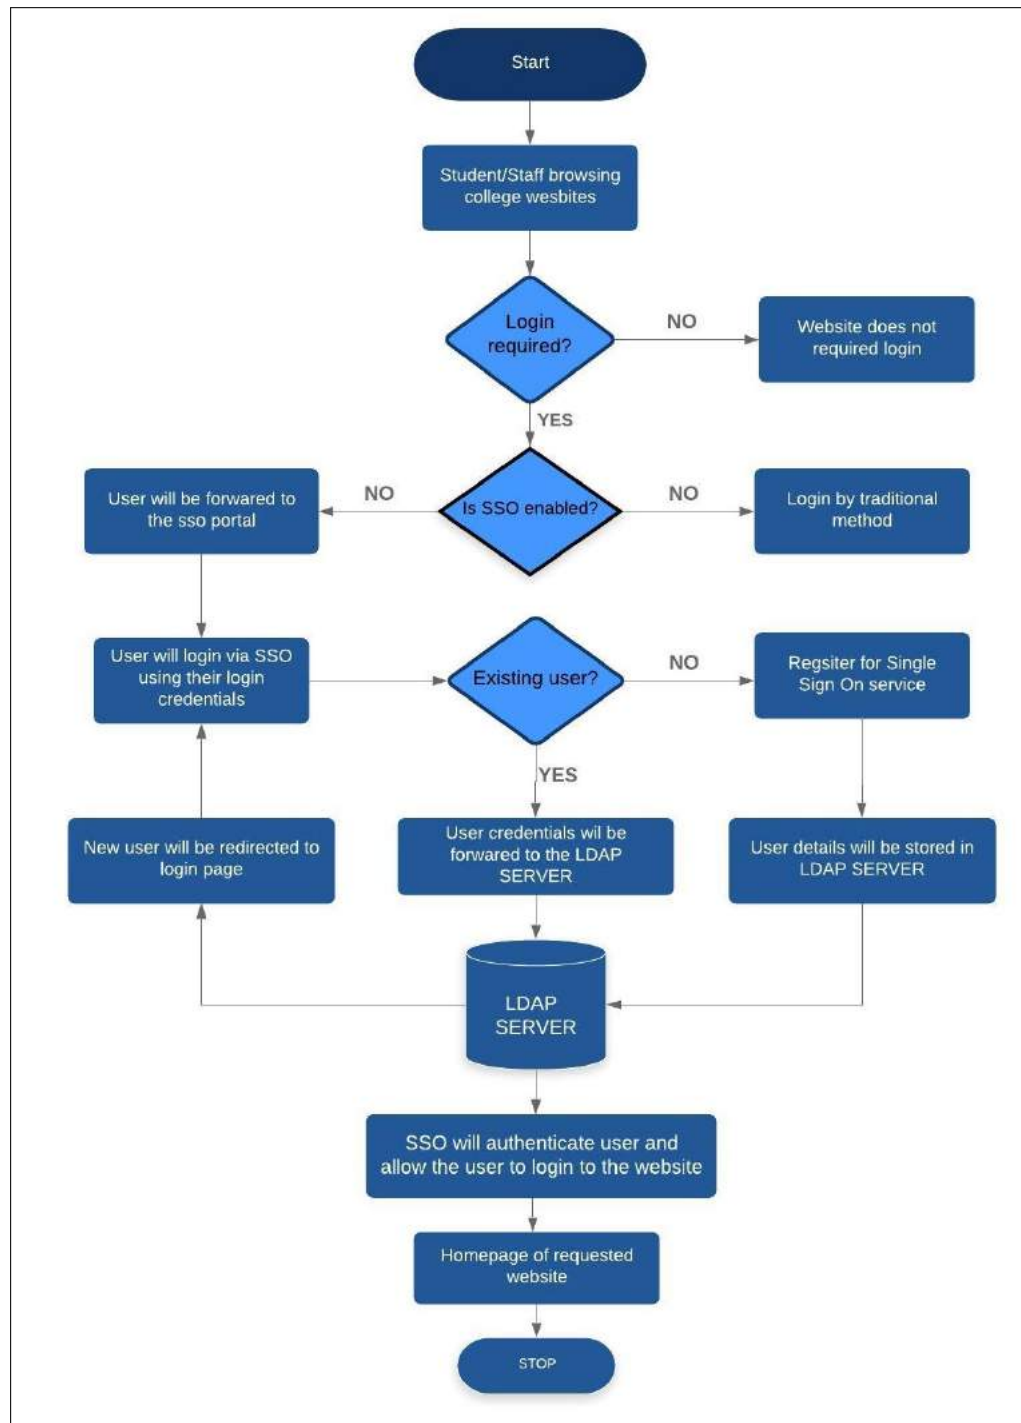 Start
Student/Staff browsing
college wesbites
Login
required?
NO
Website does not
required login
YES
User will be forwared to
the sso portal
NO
Is SSO enabled?
NO
Login by traditional
method
User will login via SSO
using their login
credentials
Existing user?
NO
Regsiter for Single
Sign On service
YES
New user will be redirected to
login page
User credentials wil be
forwared to the LDAP
SERVER
User details will be stored in
LDAP SERVER
LDAP
SERVER
SSO will authenticate user and
allow the user to login to the website
Homepage of requested
website
STOP